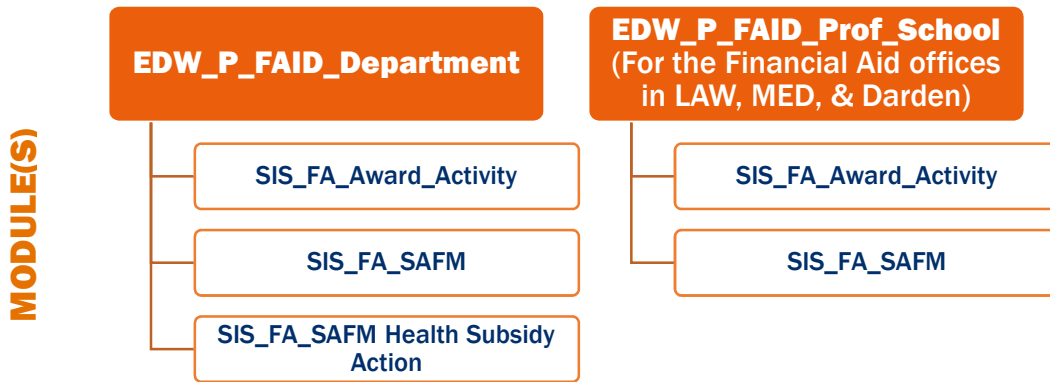 MODULE(S)
EDW_P_FAID_Department
SIS_FA_Award_Activity
SIS_FA_SAFM
SIS_FA_SAFM Health Subsidy
Action
EDW_P_FAID_Prof_School
(For the Financial Aid offices
in LAW, MED, & Darden)
SIS_FA_Award_Activity
SIS_FA_SAFM